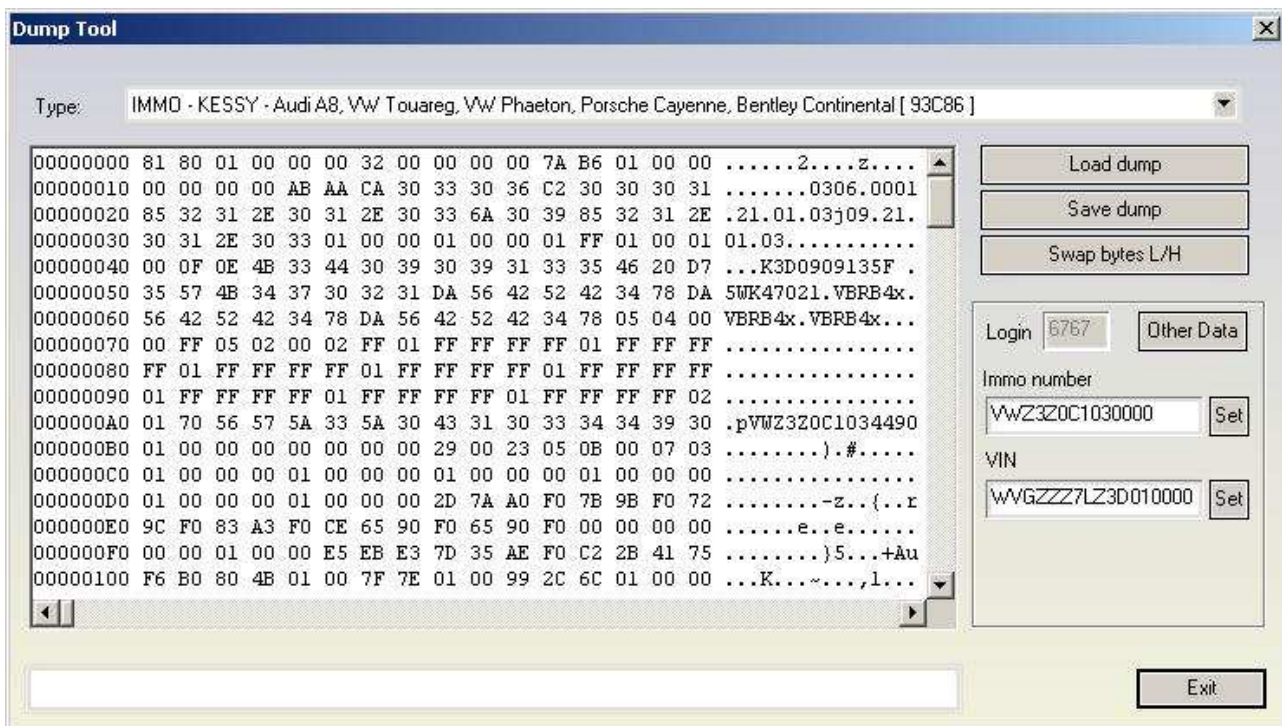 Dump Tool
Type: IMMO - KESSY - Audi A8, VW Touareg, VW Phaeton, Porsche Cayenne, Bentley Continental [ 93C86 ]
00000000 81 80 01 00 00 00 32 00 00 00 00 7A B6 01 00 00 ......2....z....
00000010 00 00 00 00 AB AA CA 30 33 30 36 C2 30 30 30 31 .......0306.0001
00000020 85 32 31 2E 30 31 2E 30 33 6A 30 39 85 32 31 2E .21.01.03j09.21.
00000030 30 31 2E 30 33 01 00 00 01 00 00 01 FF 01 00 01 01.03...........
00000040 00 0F 0E 4B 33 44 30 39 30 39 31 33 35 46 20 D7 ...K3D0909135F .
00000050 35 57 4B 34 37 30 32 31 DA 56 42 52 42 34 78 DA 5WK47021.VBRB4x.
00000060 56 42 52 42 34 78 DA 56 42 52 42 34 78 05 04 00 VBRB4x.VBRB4x...
00000070 00 FF 05 02 00 02 FF 01 FF FF FF FF 01 FF FF FF ................
00000080 FF 01 FF FF FF FF 01 FF FF FF FF 01 FF FF FF FF ................
00000090 01 FF FF FF FF 01 FF FF FF FF 01 FF FF FF FF 02 ................
000000A0 01 70 56 57 5A 33 5A 30 43 31 30 33 34 34 39 30 .pVWZ3Z0C1034490
000000B0 01 00 00 00 00 00 00 00 29 00 23 05 0B 00 07 03 ........).#.....
000000C0 01 00 00 00 01 00 00 00 01 00 00 00 01 00 00 00 ................
000000D0 01 00 00 00 01 00 00 00 2D 7A A0 F0 7B 9B F0 72 ........-z..{..r
000000E0 9C F0 83 A3 F0 CE 65 90 F0 65 90 F0 00 00 00 00 ......e..e......
000000F0 00 00 01 00 00 E5 EB E3 7D 35 AE F0 C2 2B 41 75 ........}5...+Au
00000100 F6 B0 80 4B 01 00 7F 7E 01 00 99 2C 6C 01 00 00 ...K...~...,l...
Load dump
Save dump
Swap bytes L/H
Login 6767 Other Data
Immo number
VWZ3Z0C1030000 Set
VIN
WVGZZZ7LZ3D010000 Set
Exit